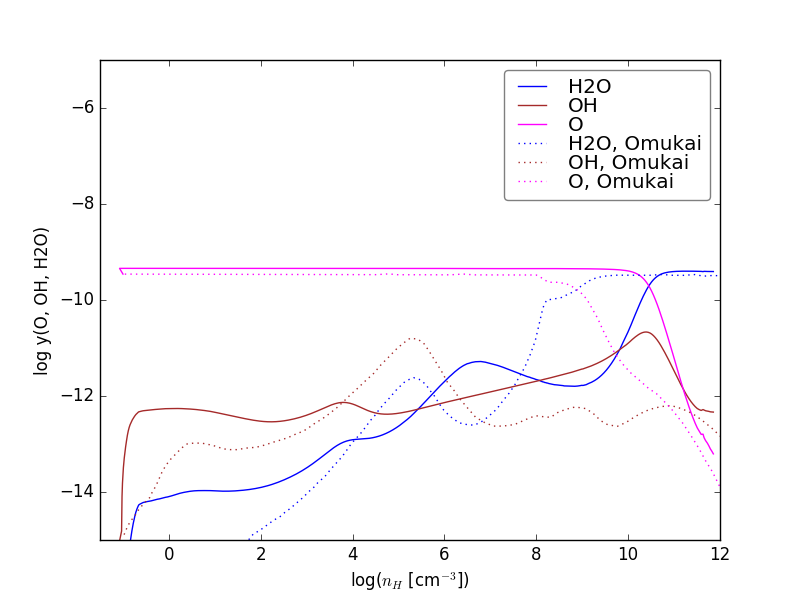 H2O
OH
O
H2O, Omukai
OH, Omukai
O, Omukai
−6
−8
−10
−12
−14
log y(O, OH, H2O)
0 2 4 6 8 10 12
log(n_H [cm^{−3}])